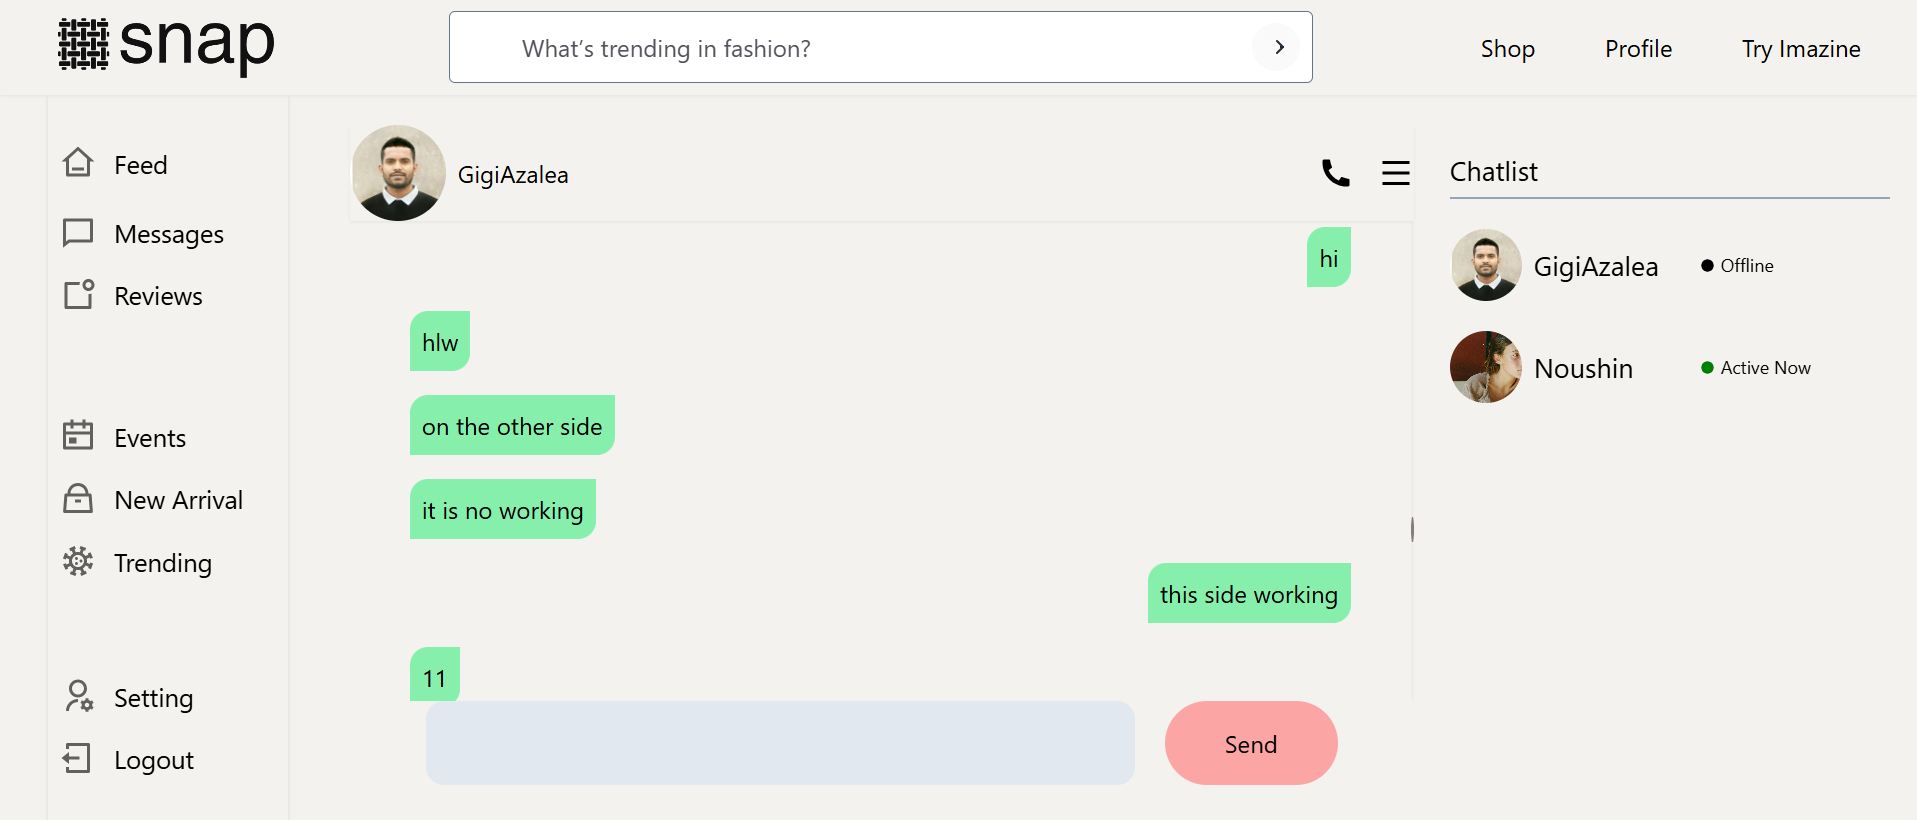 snap
What's trending in fashion?
Shop
Profile
Try Imazine
Feed
Messages
Reviews
Events
New Arrival
Trending
Setting
Logout
GigiAzalea
hi
hlw
on the other side
it is no working
this side working
11
Send
Chatlist
GigiAzalea
Offline
Noushin
Active Now